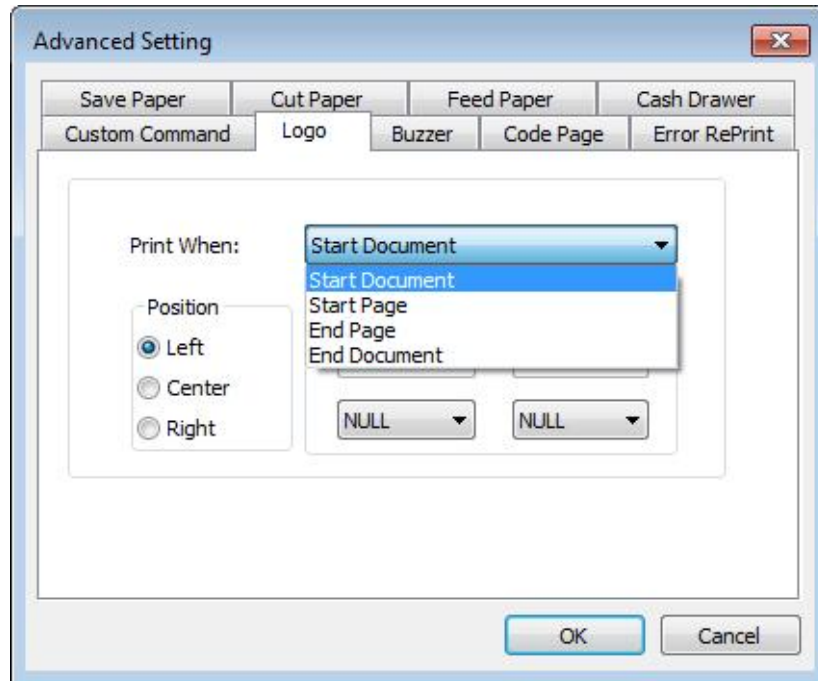 Advanced Setting
Save Paper Cut Paper Feed Paper Cash Drawer
Custom Command Logo Buzzer Code Page Error RePrint
Print When: Start Document
Start Document
Start Page
End Page
End Document
Position
Left
Center
Right
NULL NULL
OK Cancel